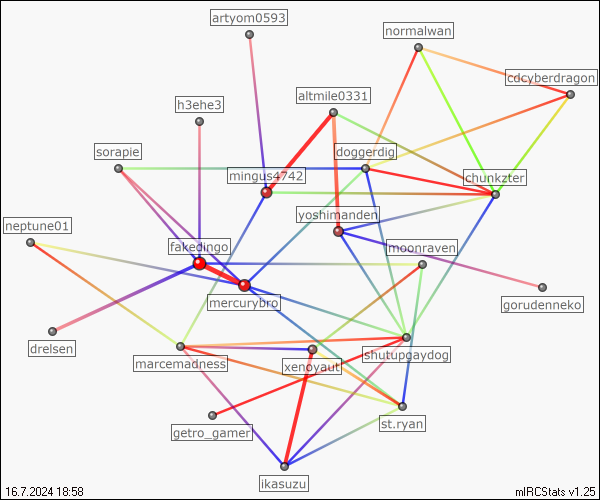 artyom0593
normalwan
cdcyberdragon
altmile0331
h3ehe3
sorapie
doggerdig
mingus4742
chunkzter
yoshimanden
neptune01
fakedingo
moonraven
mercurybro
gorudenneko
drelsen
marcemadness
xenoyaut
shutupgaydog
getro_gamer
st.ryan
ikasuzu
16.7.2024 18:58
mIRCStats v1.25